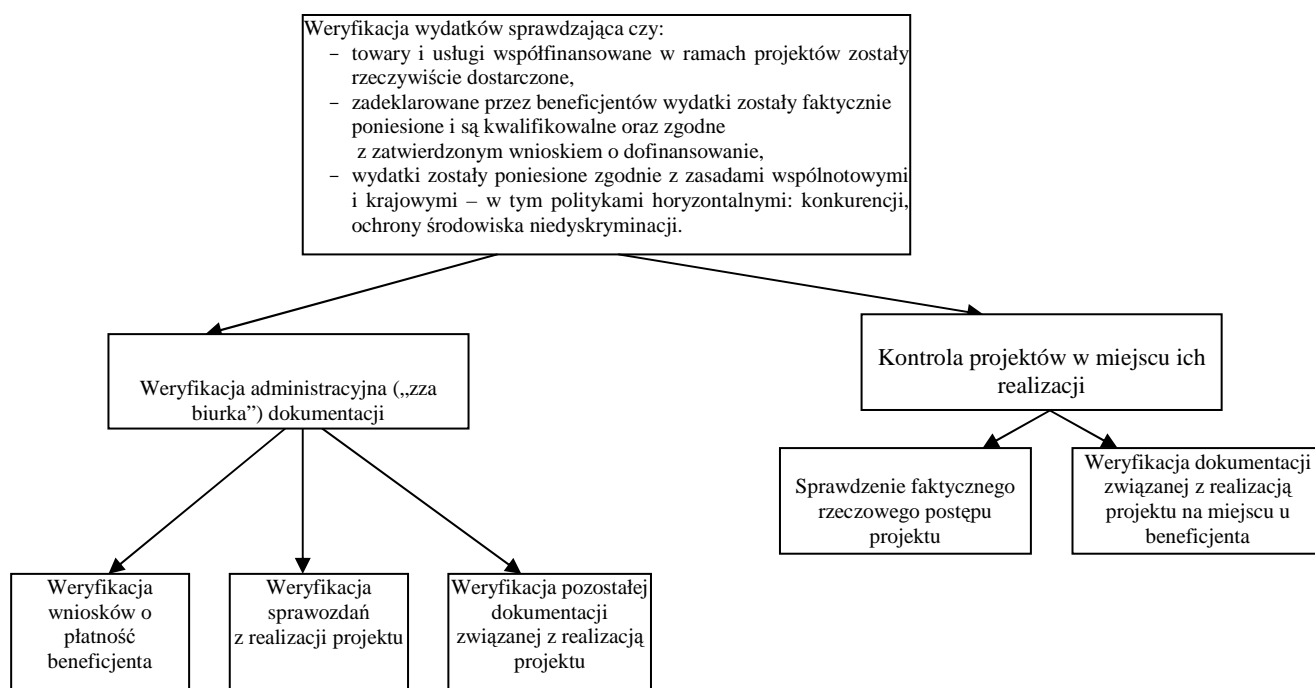 Weryfikacja wydatków sprawdzająca czy:
- towary i usługi współfinansowane w ramach projektów zostały
rzeczywiście dostarczone,
- zadeklarowane przez beneficjentów wydatki zostały faktycznie
poniesione i są kwalifikowalne oraz zgodne
z zatwierdzonym wnioskiem o dofinansowanie,
- wydatki zostały poniesione zgodnie z zasadami wspólnotowymi
i krajowymi – w tym politykami horyzontalnymi: konkurencji,
ochrony środowiska niedyskryminacji.
Weryfikacja administracyjna („zza
biurka”) dokumentacji
Kontrola projektów w miejscu ich
realizacji
Sprawdzenie faktycznego
rzeczowego postępu
projektu
Weryfikacja dokumentacji
związanej z realizacją
projektu na miejscu u
beneficjenta
Weryfikacja
wniosków o
płatność
beneficjenta
Weryfikacja
sprawozdań
z realizacji projektu
Weryfikacja pozostałej
dokumentacji
związanej z realizacją
projektu